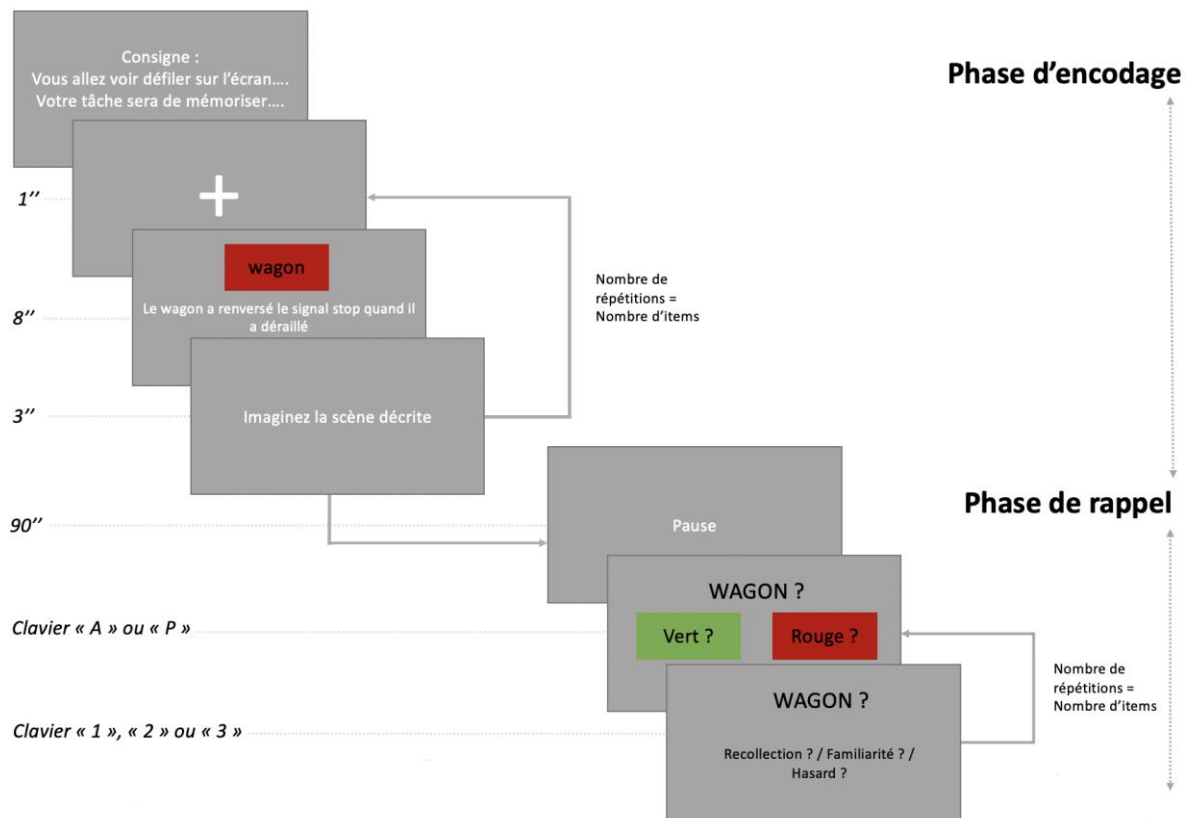 Consigne :
Vous allez voir défiler sur l’écran….
Votre tâche sera de mémoriser….
Phase d’encodage
1’’
wagon
Le wagon a renversé le signal stop quand il
a déraillé
8’’
Nombre de
répétitions =
Nombre d’items
Imaginez la scène décrite
3’’
Phase de rappel
90’’
Pause
WAGON ?
Vert ?
Rouge ?
Clavier « A » ou « P »
Nombre de
répétitions =
Nombre d’items
WAGON ?
Clavier « 1 », « 2 » ou « 3 »
Recollection ? / Familiarité ? /
Hasard ?